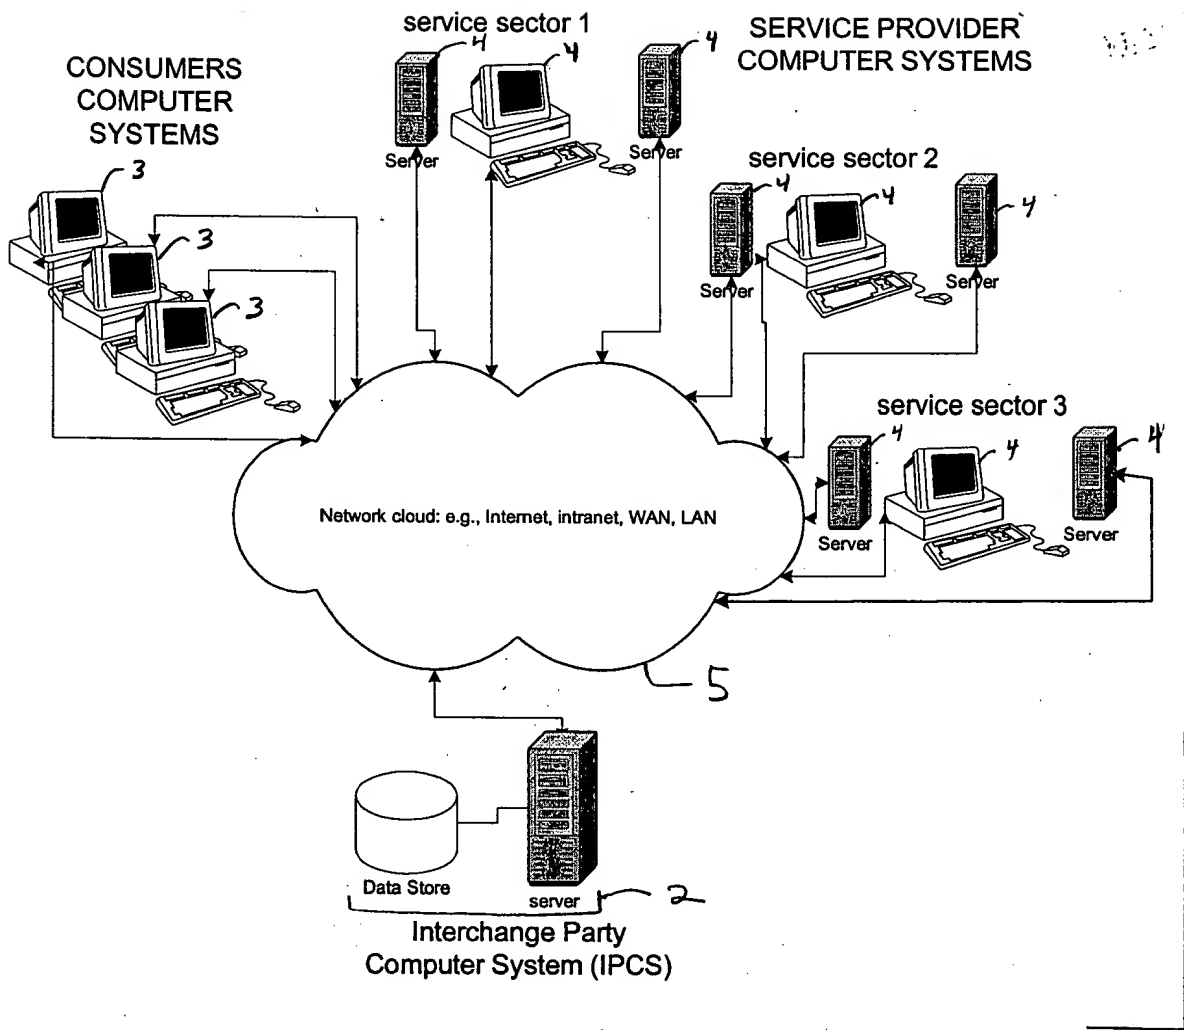 service sector 1
SERVICE PROVIDER
COMPUTER SYSTEMS
CONSUMERS
COMPUTER
SYSTEMS
4
4
4
Server
Server
service sector 2
3
4
4
4
Server
Server
3
3
service sector 3
4
4
4
Server
Server
Network cloud: e.g., Internet, intranet, WAN, LAN
5
Data Store
server
2
Interchange Party
Computer System (IPCS)